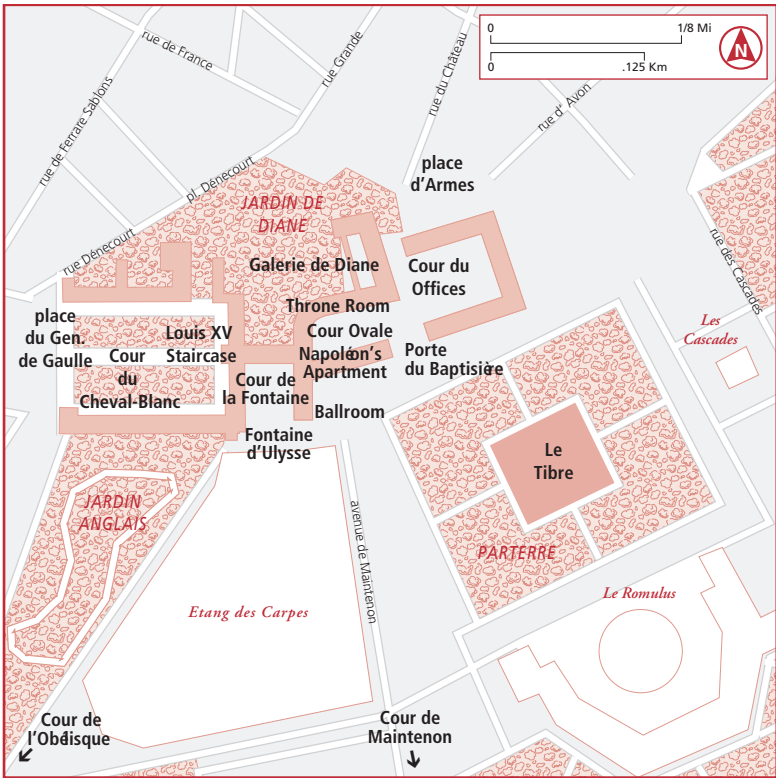 0
1/8 Mi
0
.125 Km
N
rue de France
rue Grande
rue du Château
rue d' Avon
rue de Ferrare Sablons
pl. Dénecourt
place
d'Armes
JARDIN DE
DIANE
rue Dénecourt
Galerie de Diane
Cour du
Offices
rue des Cascades
Throne Room
place
du Gen.
de Gaulle
Louis XV
Staircase
Cour Ovale
Les
Cascades
Cour
du
Cheval-Blanc
Napoléon's
Apartment
Porte
du Baptisière
Cour de
la Fontaine
Ballroom
Fontaine
d'Ulysse
Le
Tibre
JARDIN
ANGLAIS
avenue de Maintenon
PARTERRE
Etang des Carpes
Le Romulus
Cour de
l'Obélisque
Cour de
Maintenon